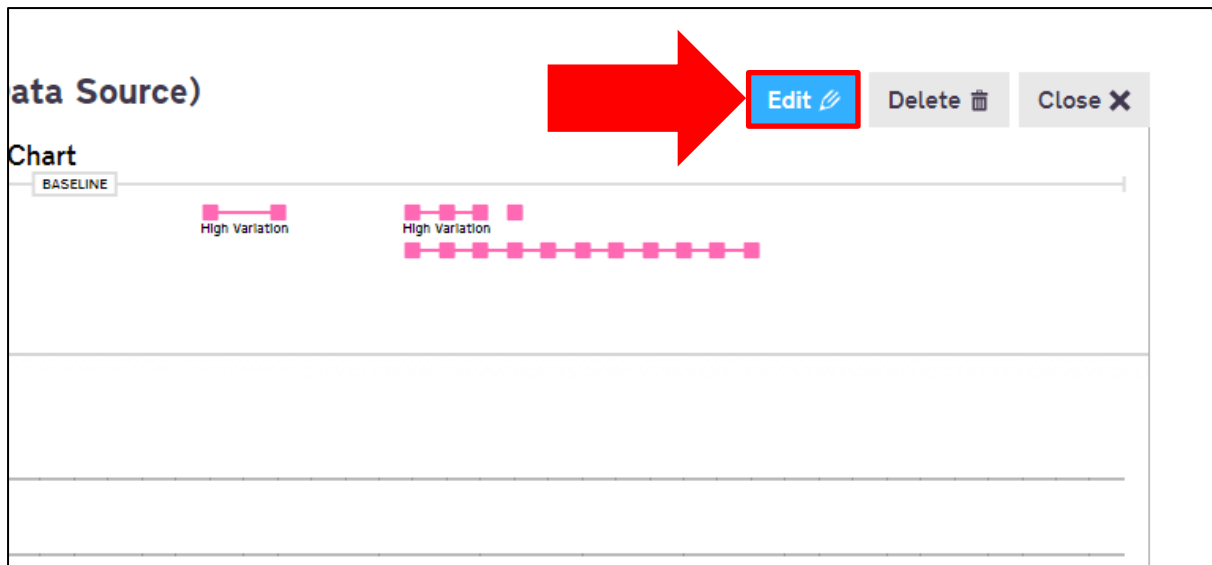 ata Source)
Edit
Delete
Close
Chart
BASELINE
High Variation
High Variation